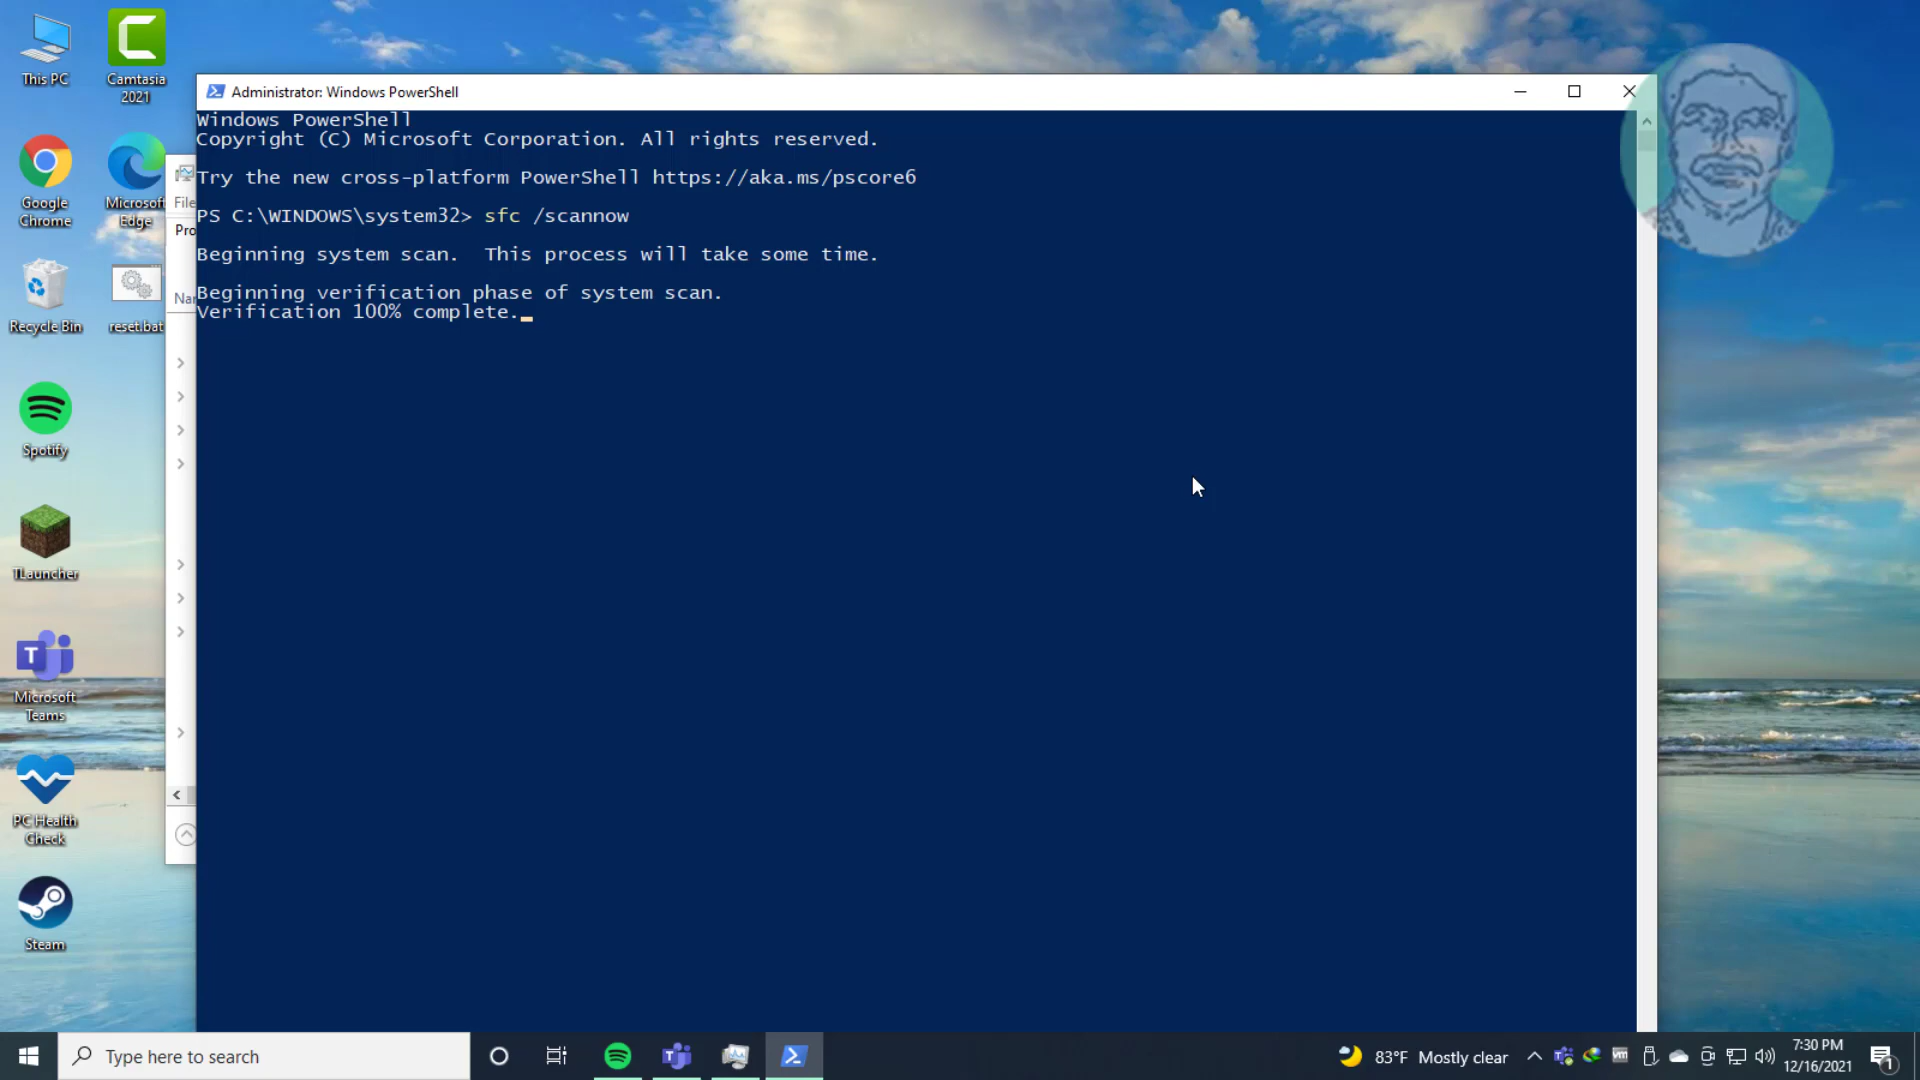 This PC
Camtasia
2021
Google
Chrome
Microsoft
Edge
Recycle Bin
reset.bat
Spotify
TLauncher
Microsoft
Teams
PC Health
Check
Steam
File
Pro
Nar
Administrator: Windows PowerShell
Windows PowerShell
Copyright (C) Microsoft Corporation. All rights reserved.
Try the new cross-platform PowerShell https://aka.ms/pscore6
PS C:\WINDOWS\system32> sfc /scannow
Beginning system scan.  This process will take some time.
Beginning verification phase of system scan.
Verification 100% complete.
Type here to search
83°F Mostly clear
7:30 PM
12/16/2021
1